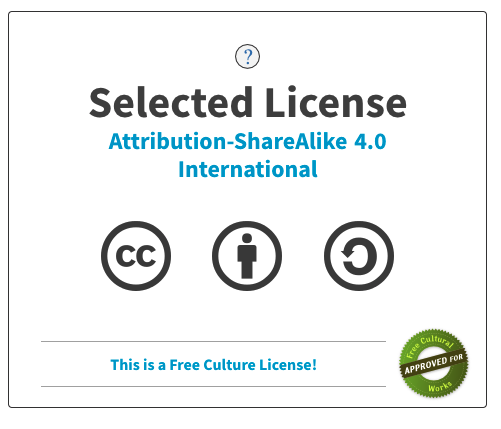 ?
Selected License
Attribution-ShareAlike 4.0
International
cc
This is a Free Culture License!
Free Cultural
APPROVED FOR
Works